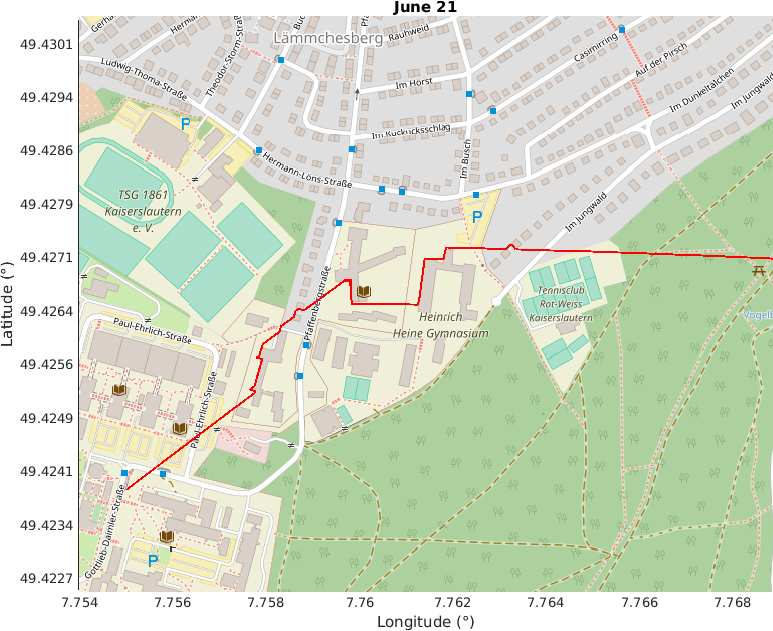 June 21
49.4301
49.4294
49.4286
49.4279
49.4271
49.4264
49.4256
49.4249
49.4241
49.4234
49.4227
Latitude (°)
7.754
7.756
7.758
7.76
7.762
7.764
7.766
7.768
Longitude (°)
Lämmchesberg
Rauhweid
Casimirring
Auf der Pirsch
Theodor-Storm-Straß
Ludwig-Thoma-Straße
Im Horst
Im Dunkeltälchen
Im Jungwald
Im Kuckucksschlag
P
Im Busch
Hermann-Löns-Straße
TSG 1861
Kaiserslautern
e. V.
P
Im Jungwald
Pfaffenbergstraße
Tennisclub
Rot-Weiss
Kaiserslautern
Heinrich
Heine Gymnasium
Vogelb
Paul-Ehrlich-Straße
Paul-Ehrlich-Straße
Gottlieb-Daimler-Straße
P